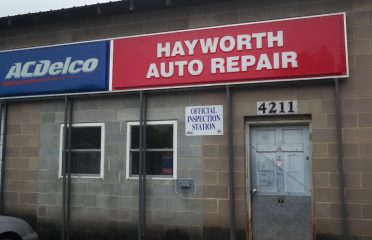 ACDelco
HAYWORTH
AUTO REPAIR
OFFICIAL
INSPECTION
STATION
4211